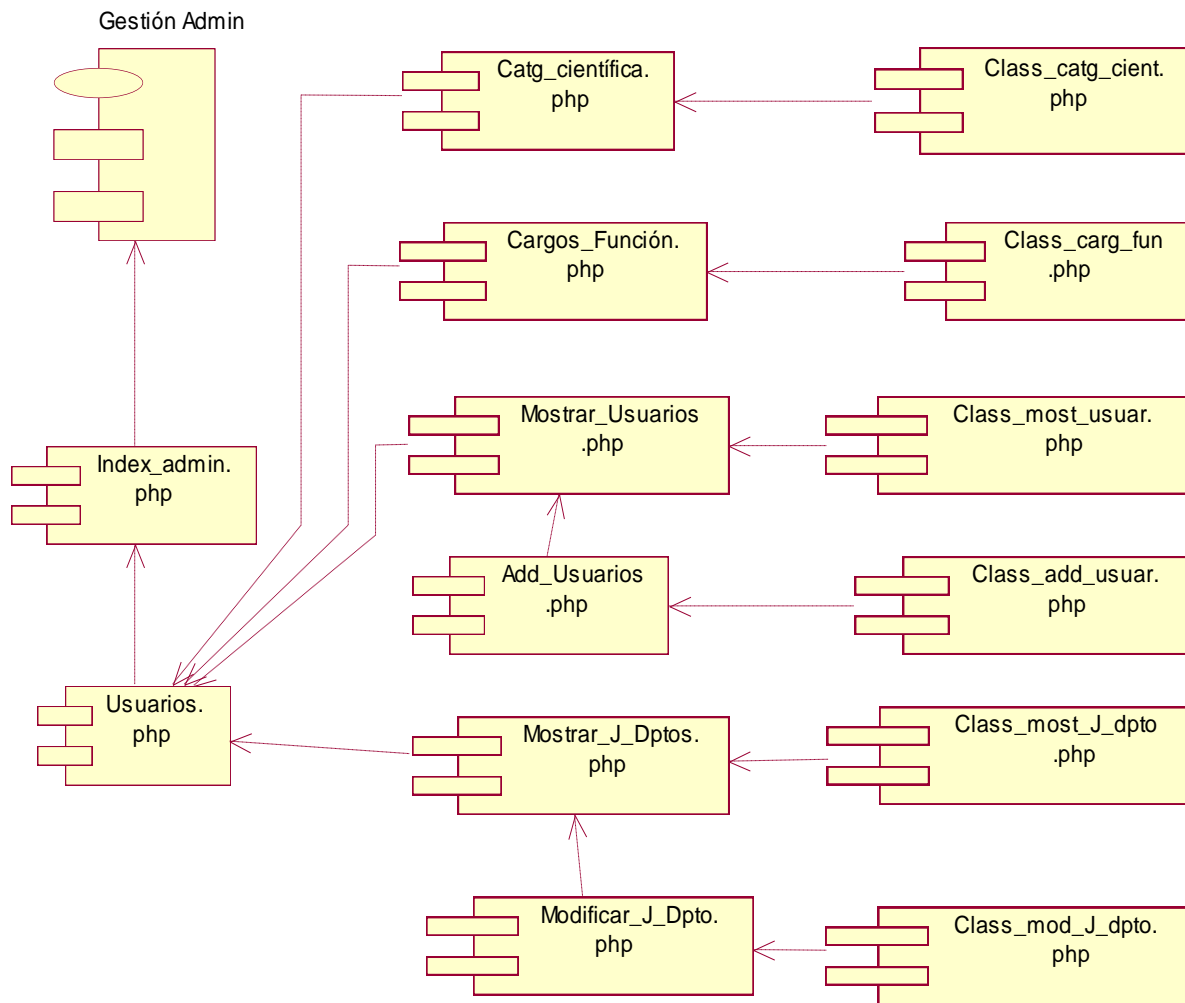 Gestión Admin
Catg_científica.
php
Class_catg_cient.
php
Cargos_Función.
php
Class_carg_fun
.php
Mostrar_Usuarios
.php
Class_most_usuar.
php
Index_admin.
php
Add_Usuarios
.php
Class_add_usuar.
php
Usuarios.
php
Mostrar_J_Dptos.
php
Class_most_J_dpto
.php
Modificar_J_Dpto.
php
Class_mod_J_dpto.
php